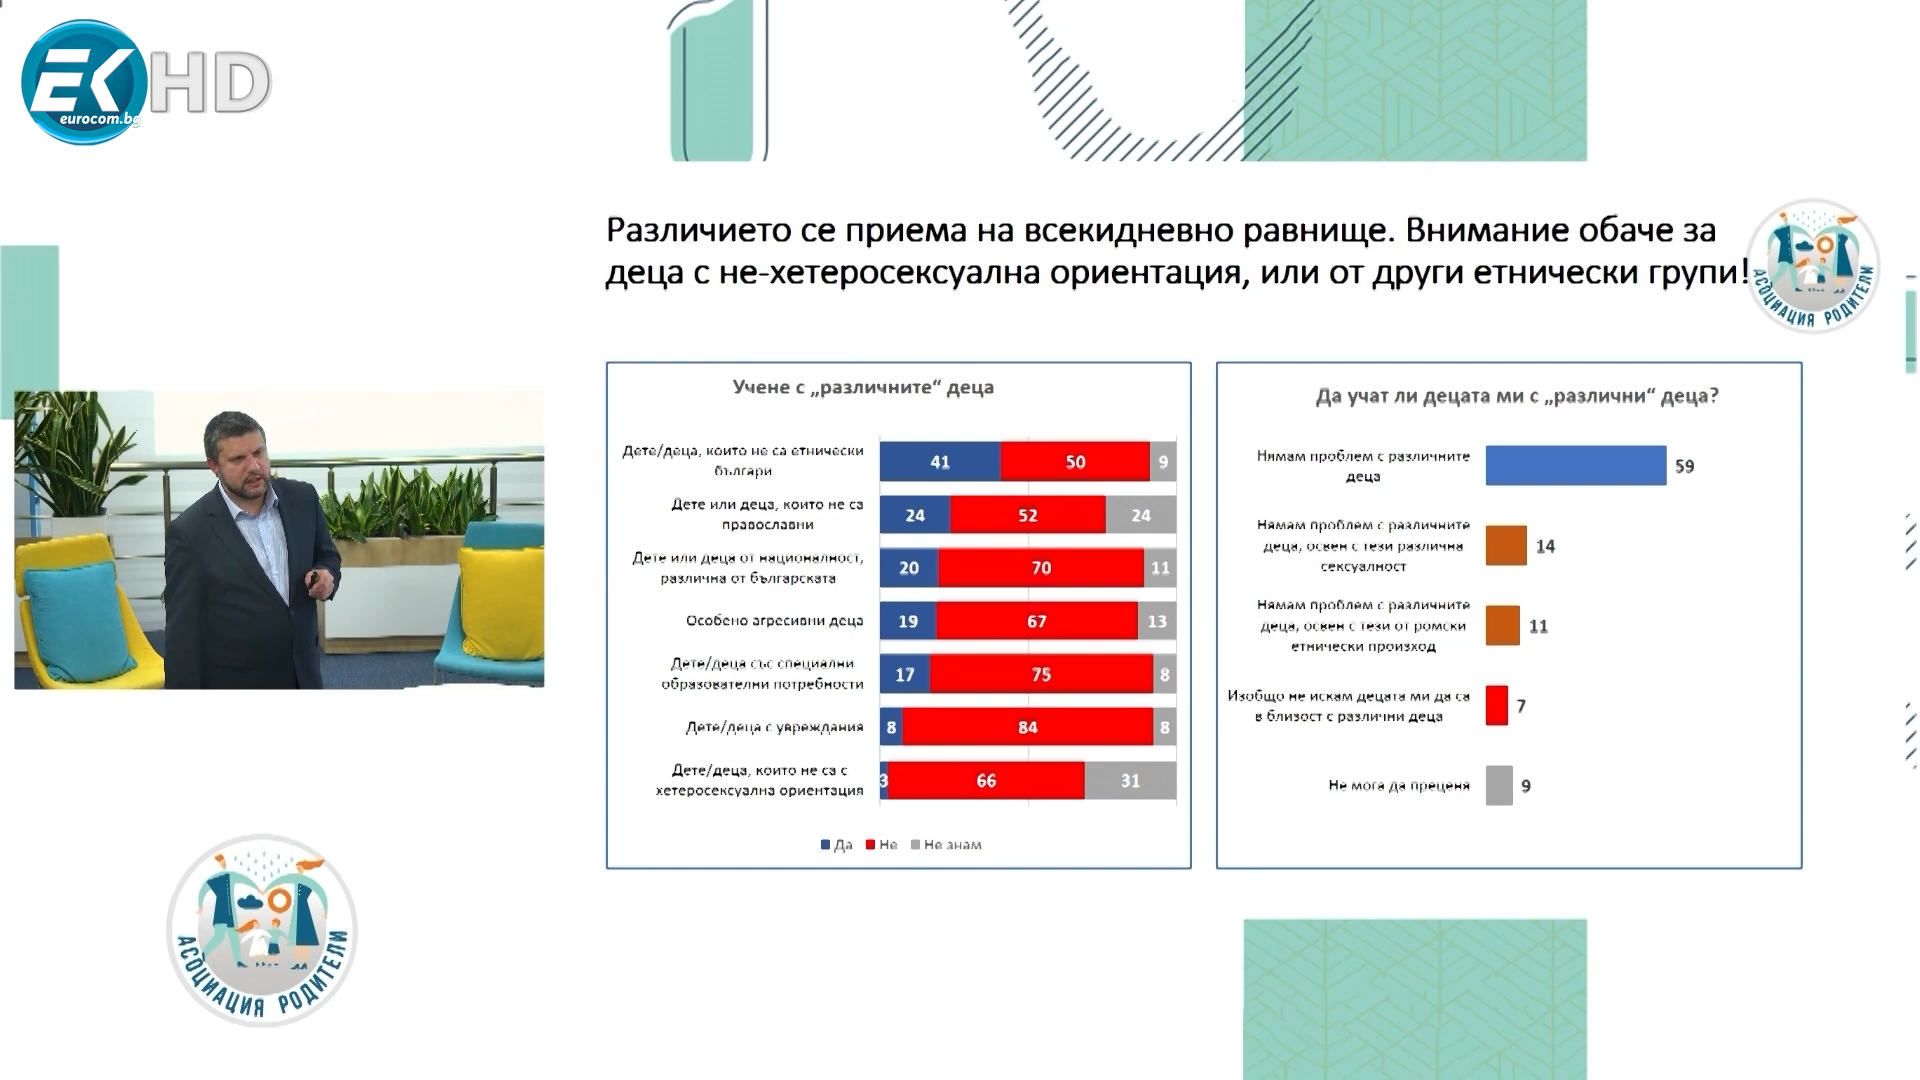 EK HD
eurocom.bg
Различието се приема на всекидневно равнище. Внимание обаче за
деца с не-хетеросексуална ориентация, или от други етнически групи!
АСОЦИАЦИЯ РОДИТЕЛИ
Учене с „различните“ деца
Дете/деца, които не са етнически
българи
41 50 9
Дете или деца, които не са
православни
24 52 24
Дете или деца от националност,
различна от българската
20 70 11
Особено агресивни деца
19 67 13
Дете/деца със специални
образователни потребности
17 75 8
Дете/деца с увреждания
8 84 8
Дете/деца, които не са с
хетеросексуална ориентация
3 66 31
Да Не Не знам
Да учат ли децата ми с „различни“ деца?
Нямам проблем с различните
деца
59
Нямам проблем с различните
деца, освен с тези различна
сексуалност
14
Нямам проблем с различните
деца, освен с тези от ромски
етнически произход
11
Изобщо не искам децата ми да са
в близост с различни деца
7
Не мога да преценя
9
АСОЦИАЦИЯ РОДИТЕЛИ